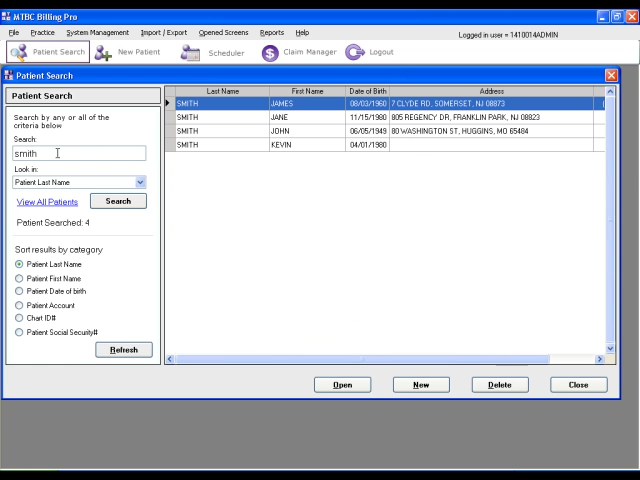 MTBC Billing Pro
File Practice System Management Import / Export Opened Screens Reports Help Logged in user = 1410014ADMIN
Patient Search New Patient Scheduler Claim Manager Logout
Patient Search
Patient Search
Search by any or all of the
criteria below
Search:
smith
Look in:
Patient Last Name
View All Patients Search
Patient Searched: 4
Sort results by category
Patient Last Name
Patient First Name
Patient Date of birth
Patient Account
Chart ID#
Patient Social Security#
Refresh
Last Name First Name Date of Birth Address
SMITH JAMES 08/03/1960 7 CLYDE RD, SOMERSET, NJ 08873
SMITH JANE 11/15/1980 805 REGENCY DR, FRANKLIN PARK, NJ 08823
SMITH JOHN 06/05/1949 80 WASHINGTON ST, HUGGINS, MO 65484
SMITH KEVIN 04/01/1980
Open New Delete Close